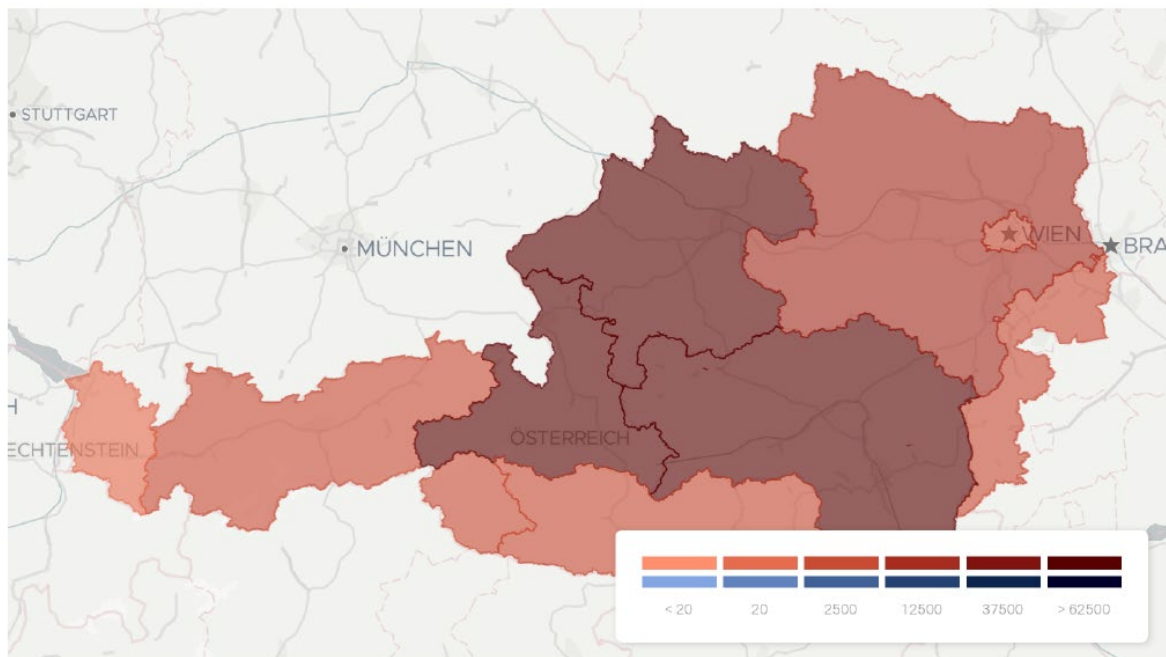 STUTTGART
MÜNCHEN
WIEN
BRA
H
ECHTENSTEIN
ÖSTERREICH
< 20 20 2500 12500 37500 > 62500